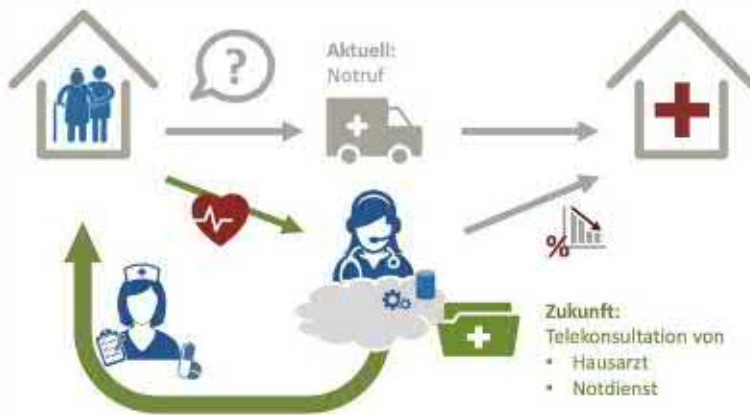 ?
Aktuell:
Notruf
%
Zukunft:
Telekonsultation von
▪ Hausarzt
▪ Notdienst